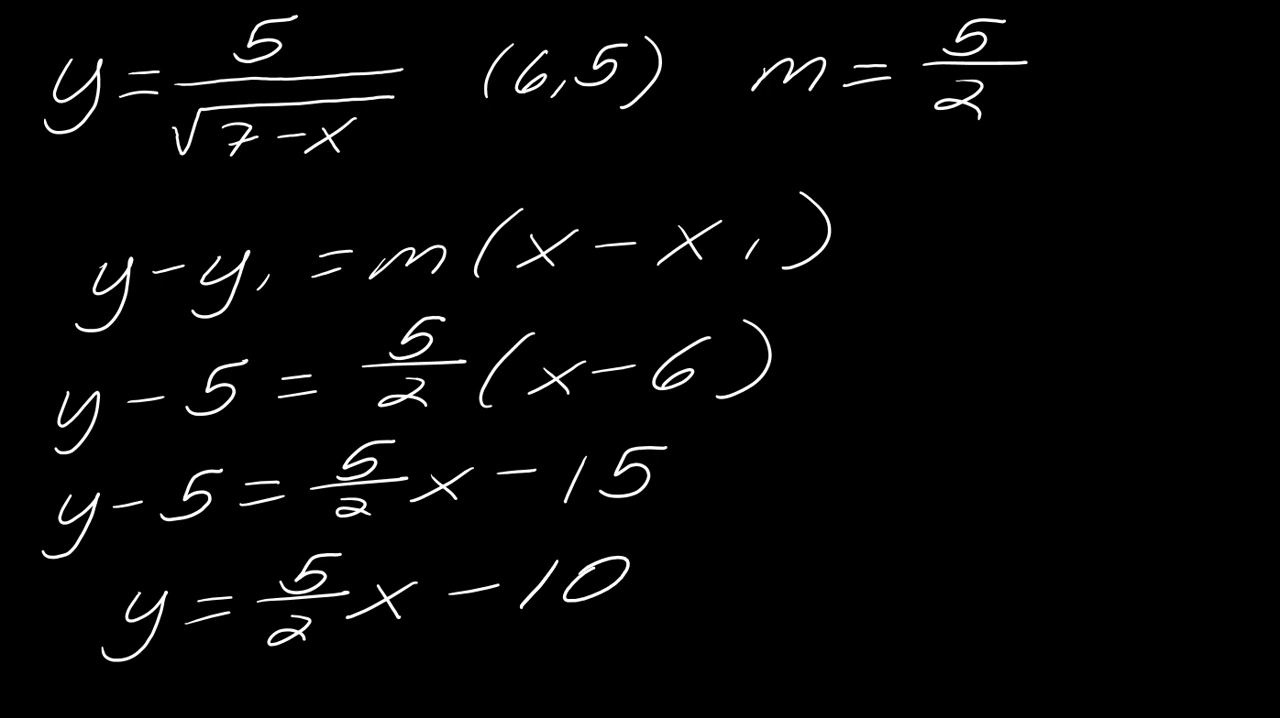 y = 5/√(7-x) (6,5) m = 5/2
y - y₁ = m(x - x₁)
y - 5 = 5/2(x - 6)
y - 5 = 5/2x - 15
y = 5/2x - 10